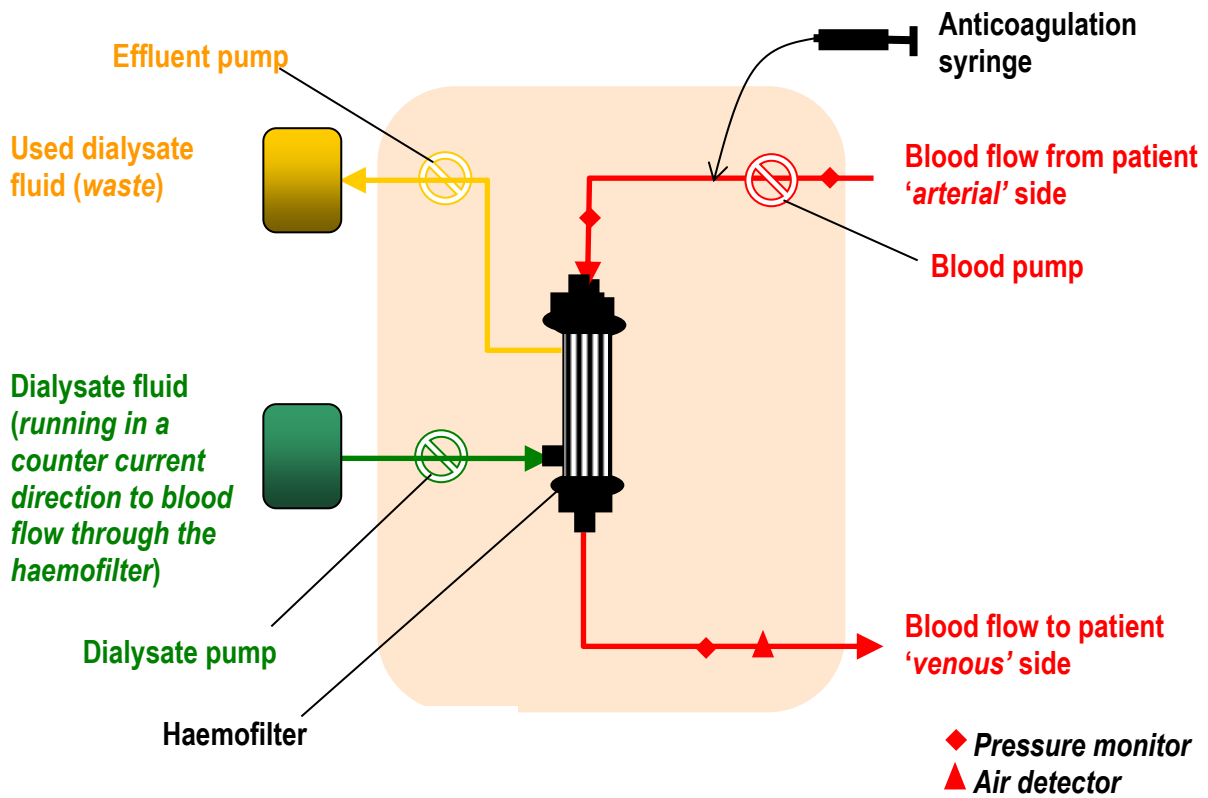 Effluent pump
Anticoagulation
syringe
Used dialysate
fluid (waste)
Blood flow from patient
‘arterial’ side
Blood pump
Dialysate fluid
(running in a
counter current
direction to blood
flow through the
haemofilter)
Dialysate pump
Blood flow to patient
‘venous’ side
Haemofilter
Pressure monitor
Air detector